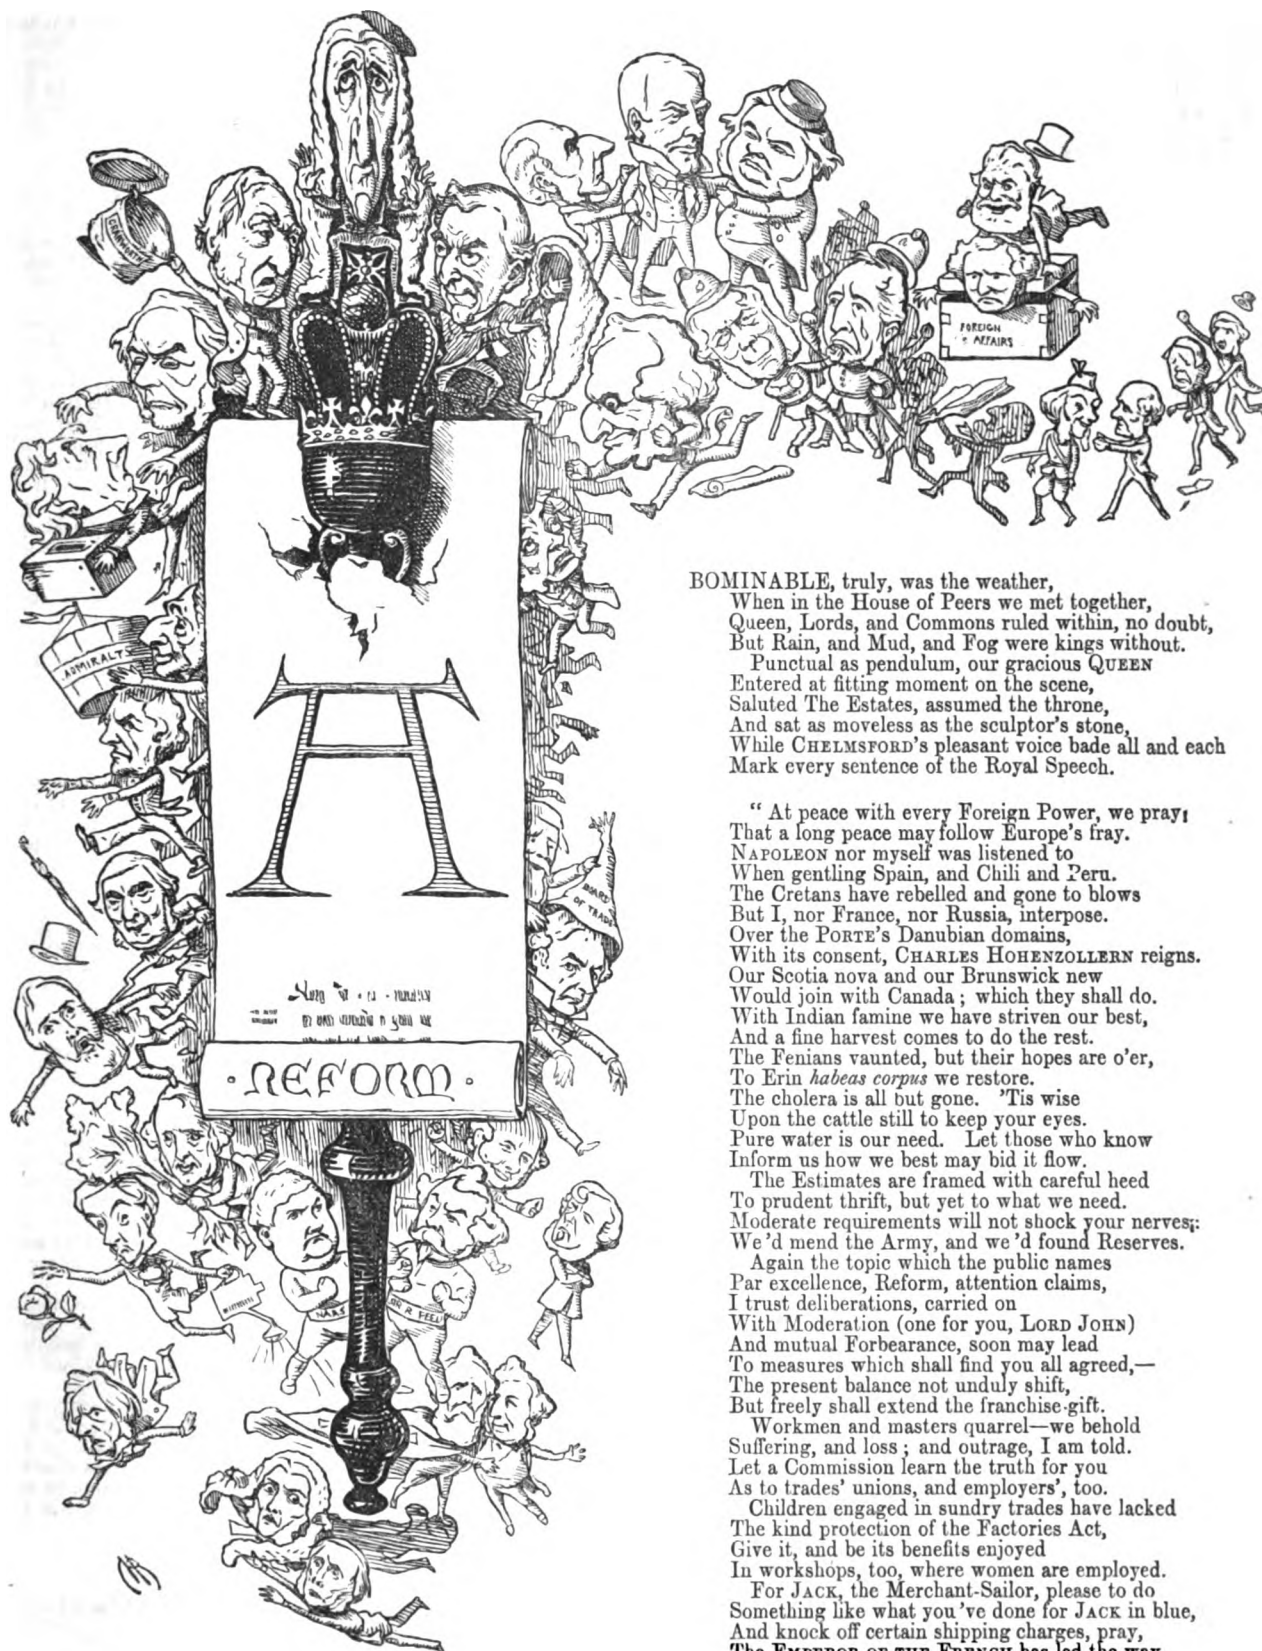 FOREIGN
AFFAIRS
ADMIRALTY
BOARD
OF TRADE
A
· REFORM ·
SIR R. PEEL
BOMINABLE, truly, was the weather,
When in the House of Peers we met together,
Queen, Lords, and Commons ruled within, no doubt,
But Rain, and Mud, and Fog were kings without.
Punctual as pendulum, our gracious QUEEN
Entered at fitting moment on the scene,
Saluted The Estates, assumed the throne,
And sat as moveless as the sculptor's stone,
While CHELMSFORD's pleasant voice bade all and each
Mark every sentence of the Royal Speech.
“ At peace with every Foreign Power, we pray;
That a long peace may follow Europe's fray.
NAPOLEON nor myself was listened to
When gentling Spain, and Chili and Peru.
The Cretans have rebelled and gone to blows
But I, nor France, nor Russia, interpose.
Over the PORTE's Danubian domains,
With its consent, CHARLES HOHENZOLLERN reigns.
Our Scotia nova and our Brunswick new
Would join with Canada ; which they shall do.
With Indian famine we have striven our best,
And a fine harvest comes to do the rest.
The Fenians vaunted, but their hopes are o'er,
To Erin habeas corpus we restore.
The cholera is all but gone. 'Tis wise
Upon the cattle still to keep your eyes.
Pure water is our need. Let those who know
Inform us how we best may bid it flow.
The Estimates are framed with careful heed
To prudent thrift, but yet to what we need.
Moderate requirements will not shock your nerves;:
We'd mend the Army, and we'd found Reserves.
Again the topic which the public names
Par excellence, Reform, attention claims,
I trust deliberations, carried on
With Moderation (one for you, LORD JOHN)
And mutual Forbearance, soon may lead
To measures which shall find you all agreed,—
The present balance not unduly shift,
But freely shall extend the franchise-gift.
Workmen and masters quarrel—we behold
Suffering, and loss ; and outrage, I am told.
Let a Commission learn the truth for you
As to trades' unions, and employers', too.
Children engaged in sundry trades have lacked
The kind protection of the Factories Act,
Give it, and be its benefits enjoyed
In workshops, too, where women are employed.
For JACK, the Merchant-Sailor, please to do
Something like what you've done for JACK in blue,
And knock off certain shipping charges, pray,
The EMPEROR OF THE FRENCH has led the way